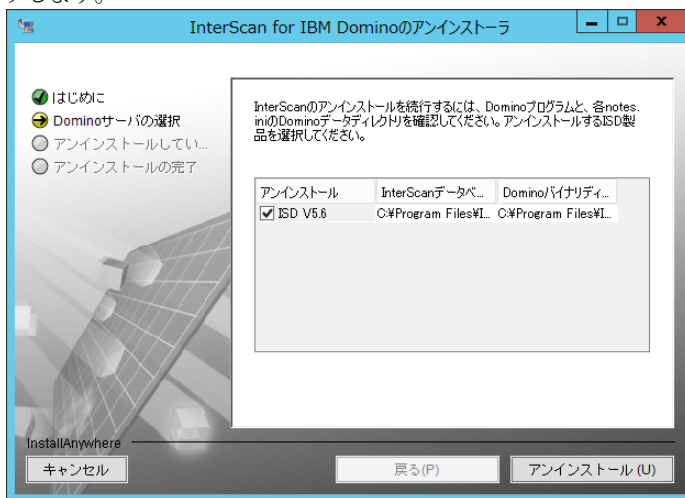 InterScan for IBM Dominoのアンインストーラ
はじめに
Dominoサーバの選択
アンインストールしてい...
アンインストールの完了
InterScanのアンインストールを続行するには、Dominoプログラムと、各notes.
iniのDominoデータディレクトリを確認してください。アンインストールするISD製
品を選択してください。
アンインストール InterScanデータベ... Dominoバイナリディ...
ISD V5.6 C:¥Program Files¥I... C:¥Program Files¥I...
InstallAnywhere
キャンセル 戻る(P) アンインストール (U)